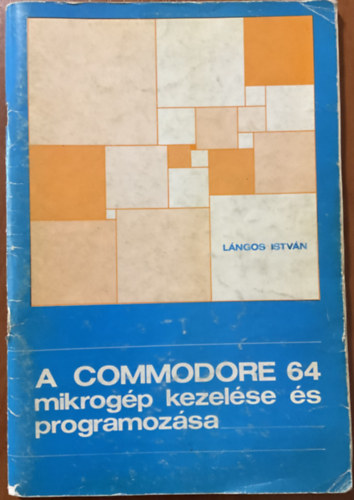 LÁNGOS ISTVÁN
A COMMODORE 64
mikrogép kezelése és
programozása